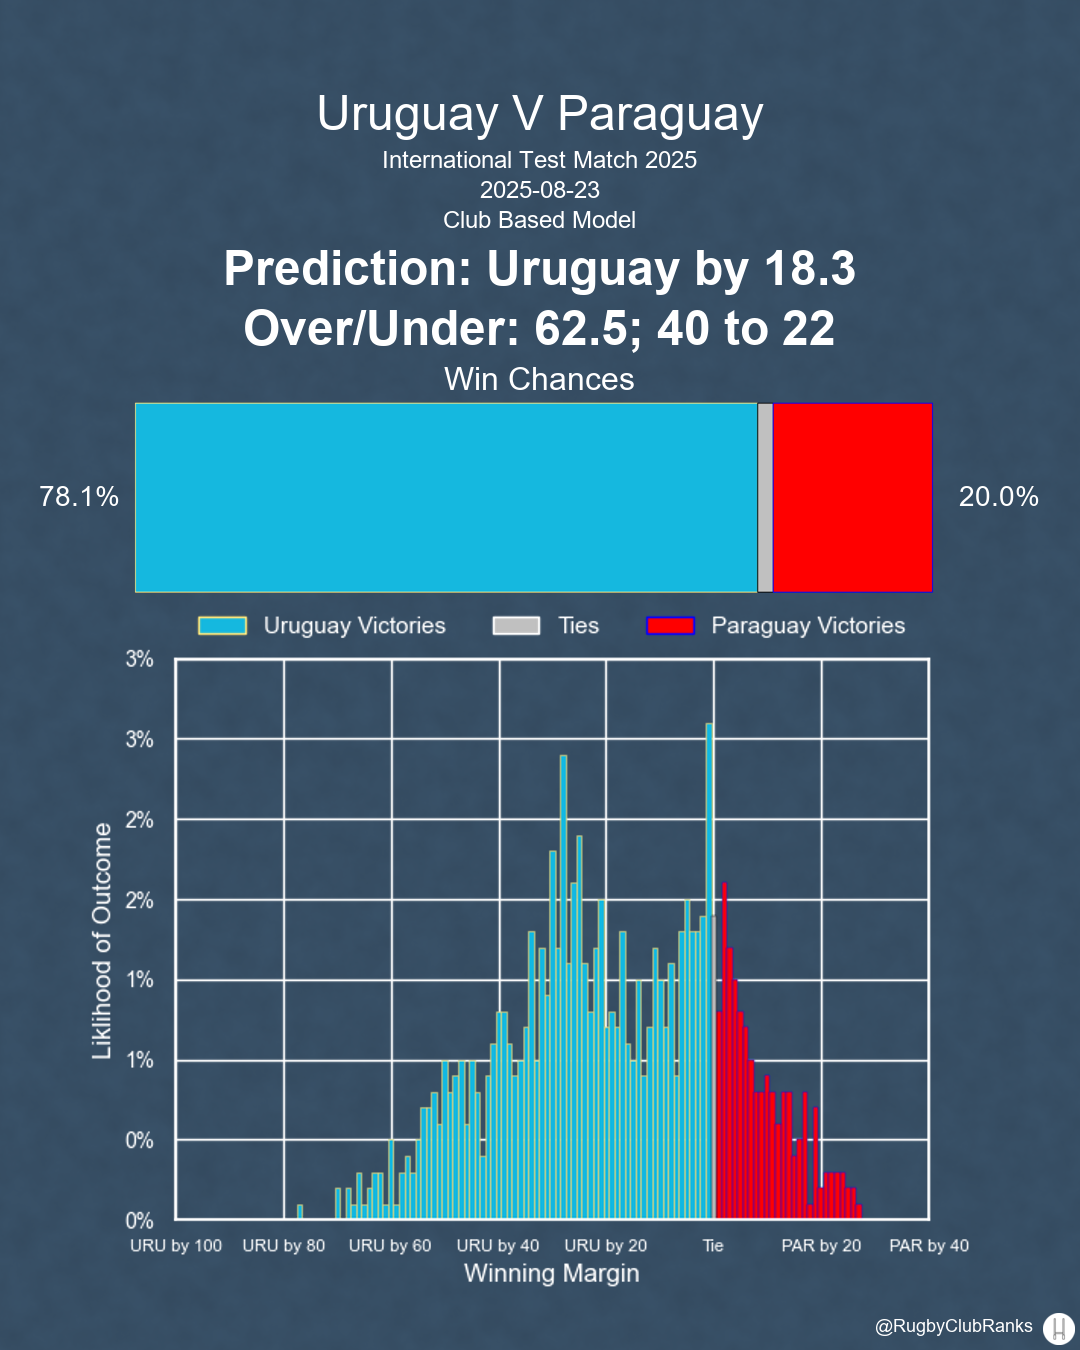 Uruguay V Paraguay
International Test Match 2025
2025-08-23
Club Based Model
Prediction: Uruguay by 18.3
Over/Under: 62.5; 40 to 22
Win Chances
78.1%
20.0%
Uruguay Victories Ties Paraguay Victories
3%
3%
2%
2%
1%
1%
0%
0%
Liklihood of Outcome
URU by 100 URU by 80 URU by 60 URU by 40 URU by 20 Tie PAR by 20 PAR by 40
Winning Margin
@RugbyClubRanks